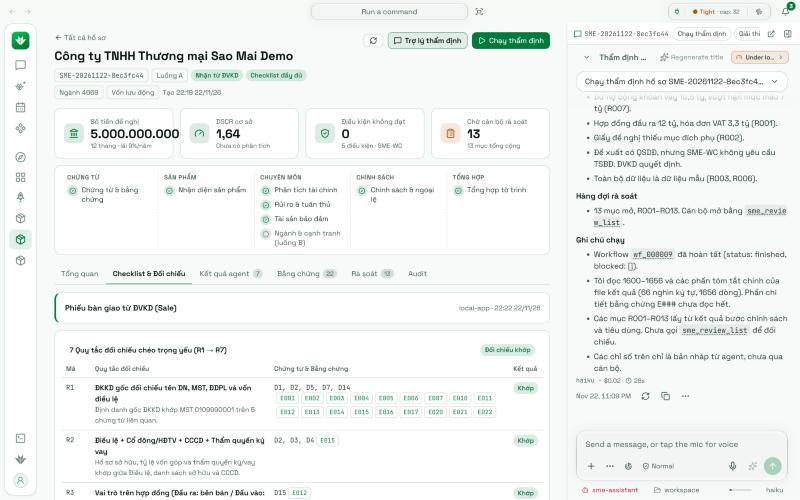 Run a command
Tight · cap: 32
3
← Tất cả hồ sơ
Công ty TNHH Thương mại Sao Mai Demo
Trợ lý thẩm định
Chạy thẩm định
SME-20261122-8ec3fc44
Luồng A
Nhận từ ĐVKD
Checklist đầy đủ
Ngành 4669
Vốn lưu động
Tạo 22:19 22/11/26
Số tiền đề nghị
5.000.000.000
12 tháng · lãi 9%/năm
DSCR cơ sở
1,64
Chưa có phân tích
Điều kiện không đạt
0
5 điều kiện · SME-WC
Chờ cán bộ rà soát
13
13 mục tổng cộng
CHỨNG TỪ
Chứng từ & bằng chứng
SẢN PHẨM
Nhận diện sản phẩm
CHUYÊN MÔN
Phân tích tài chính
Rủi ro & tuân thủ
Tài sản bảo đảm
Ngành & cạnh tranh (luồng B)
CHÍNH SÁCH
Chính sách & ngoại lệ
TỔNG HỢP
Tổng hợp tờ trình
Tổng quan
Checklist & Đối chiếu
Kết quả agent 7
Bằng chứng 22
Rà soát 13
Audit
Phiếu bàn giao từ ĐVKD (Sale)
local-app · 22:22 22/11/26
7 Quy tắc đối chiếu chéo trọng yếu (R1 → R7)
Đối chiếu khớp
Mã
Quy tắc đối chiếu
Chứng từ & Bằng chứng
Kết quả
R1
ĐKKD gốc đối chiếu tên DN, MST, ĐDPL và vốn điều lệ
Định danh gốc ĐKKD khớp MST 0109990001 trên 5 chứng từ liên quan.
D1, D2, D5, D7, D14
E001 E002 E003 E004 E005 E006 E007 E010 E011
E012 E013 E014 E015 E016 E017 E020 E021 E022
Khớp
R2
Điều lệ + Cổ đông/HĐTV + CCCD + Thẩm quyền ký vay
Hồ sơ sở hữu, tỷ lệ vốn góp và thẩm quyền ký/vay khớp giữa Điều lệ, danh sách sở hữu và CCCD.
D2, D3, D4 E015
Khớp
R3
Vai trò trên hợp đồng (Đầu ra: bên bán / Đầu vào:
D15 E012
Khớp
SME-20261122-8ec3fc44
Chạy thẩm định
Giải thí
Thẩm định ...
Regenerate title
Under lo...
Chạy thẩm định hồ sơ SME-20261122-8ec3fc4...
tỷ (R007).
Hợp đồng đầu ra 12 tỷ, hóa đơn VAT 3,3 tỷ (R001).
Giấy đề nghị thiếu mục đích phụ (R002).
Đề xuất có QSDĐ, nhưng SME-WC không yêu cầu TSBĐ. ĐVKD quyết định.
Toàn bộ dữ liệu là dữ liệu mẫu (R003, R006).
Hàng đợi rà soát
13 mục mở, R001–R013. Cán bộ mở bằng sme_review_list.
Ghi chú chạy
Workflow wf_000009 đã hoàn tất (status: finished, blocked: []).
Tôi đọc 1600–1656 và các phần tóm tắt chính của file kết quả (66 nghìn ký tự, 1656 dòng). Phần chi tiết bằng chứng E### chưa đọc hết.
Các mục R001–R013 lấy từ kết quả bước chính sách và tiêu dùng. Chưa gọi sme_review_list để đối chiếu.
Các chỉ số trên chỉ là bản nháp từ agent, chưa qua cán bộ.
haiku · $0.02 · 28s
Nov 22, 11:09 PM
Send a message, or tap the mic for voice
Normal
sme-assistant
workspace
haiku